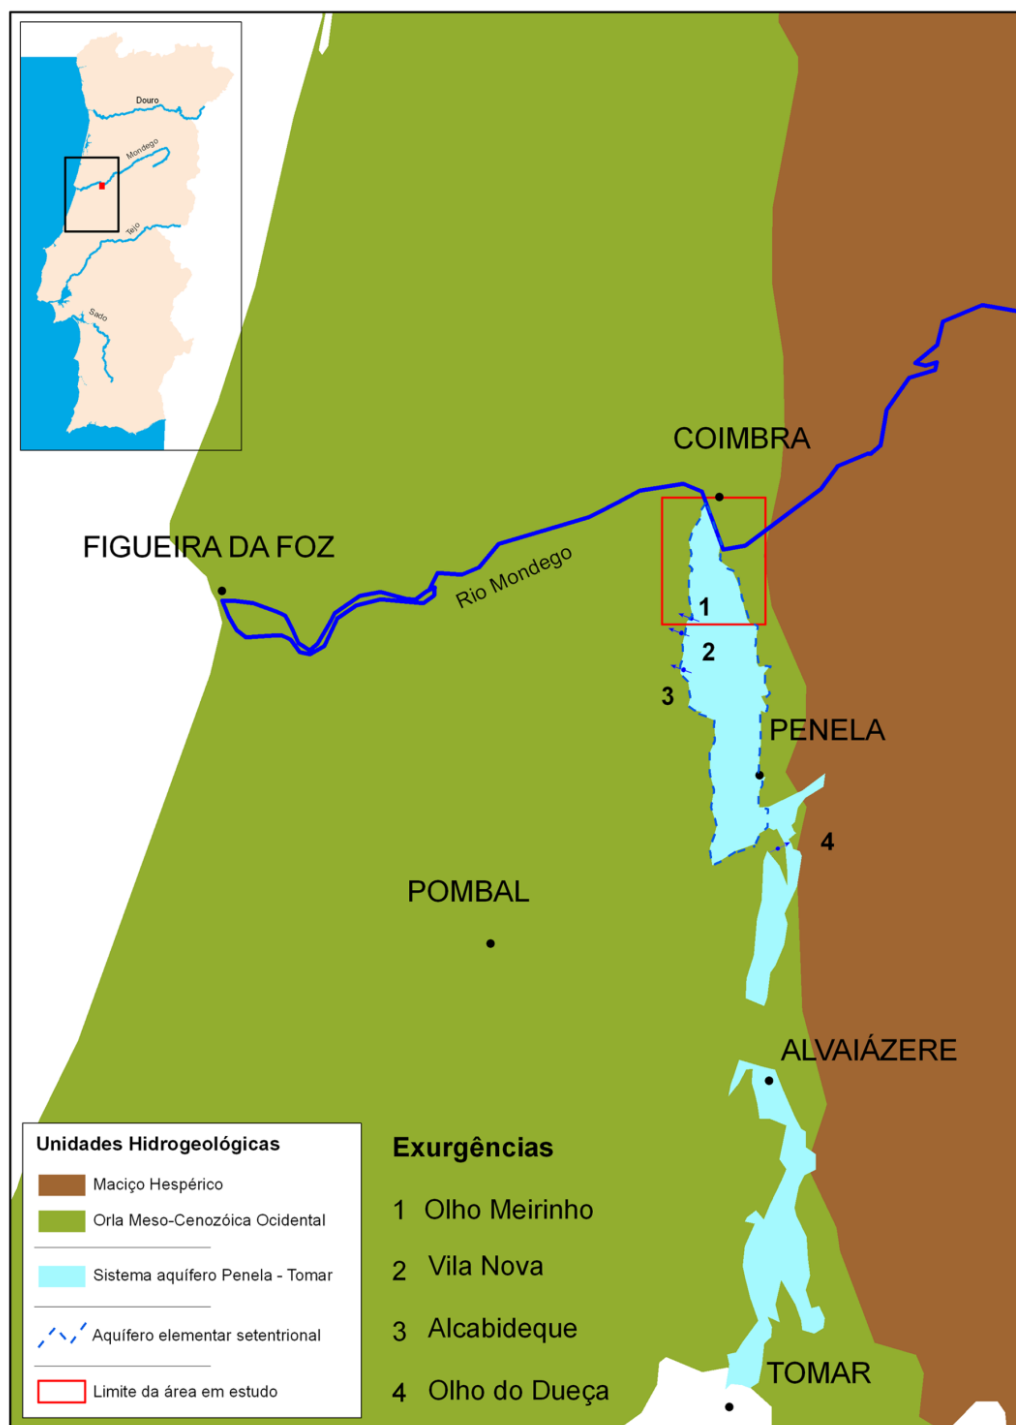 Douro
Mondego
Tejo
Sado
COIMBRA
FIGUEIRA DA FOZ
Rio Mondego
1
2
3
PENELA
4
POMBAL
ALVAIÁZERE
TOMAR
Unidades Hidrogeológicas
Maciço Hespérico
Orla Meso-Cenozóica Ocidental
Sistema aquífero Penela - Tomar
Aquífero elementar setentrional
Limite da área em estudo
Exurgências
1 Olho Meirinho
2 Vila Nova
3 Alcabideque
4 Olho do Dueça